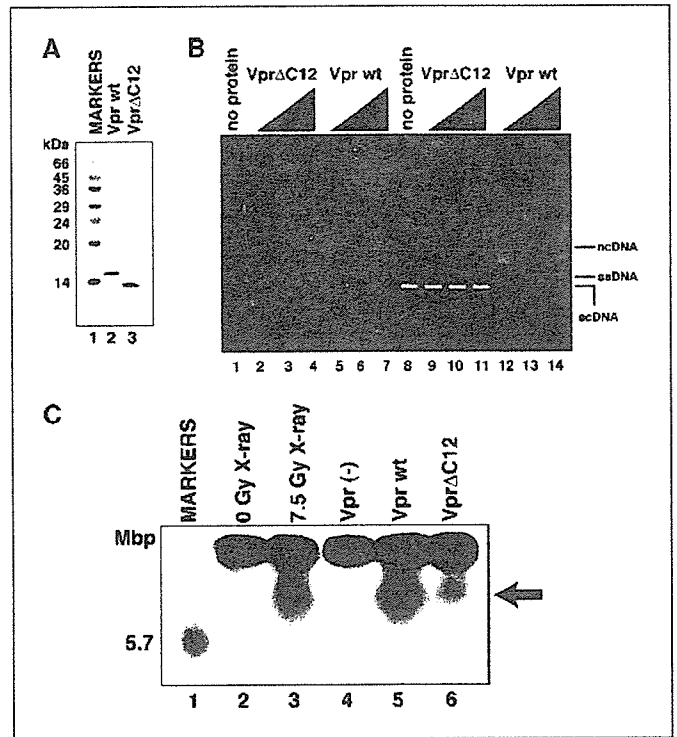 A
MARKERS
Vpr wt
VprΔC12
kDa
66
45
36
29
24
20
14
1 2 3
B
no protein
VprΔC12
Vpr wt
no protein
VprΔC12
Vpr wt
ncDNA
ssDNA
scDNA
1 2 3 4 5 6 7 8 9 10 11 12 13 14
C
MARKERS
0 Gy X-ray
7.5 Gy X-ray
Vpr (-)
Vpr wt
VprΔC12
Mbp
5.7
1 2 3 4 5 6